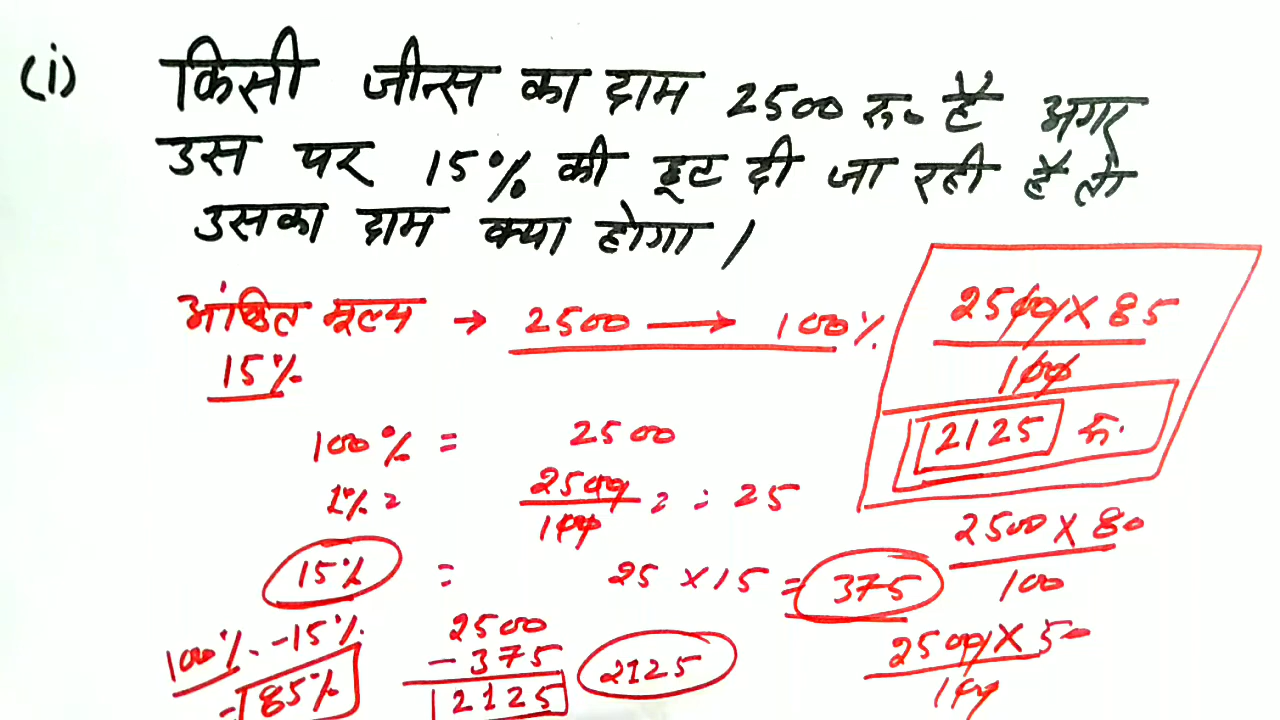 (i) किसी जीन्स का दाम 2500 रु० है अगर
उस पर 15% की छूट दी जा रही है तो
उसका दाम क्या होगा।
अंकित मूल्य → 2500 → 100%
15%
100% = 2500
1% = 2500/100 = = 25
15% = 25 × 15 = 375
100% - 15%
- 85%
2500
- 375
2125
2125
2500 × 85
100
2125 रु.
2500 × 80
100
2500 × 50
100